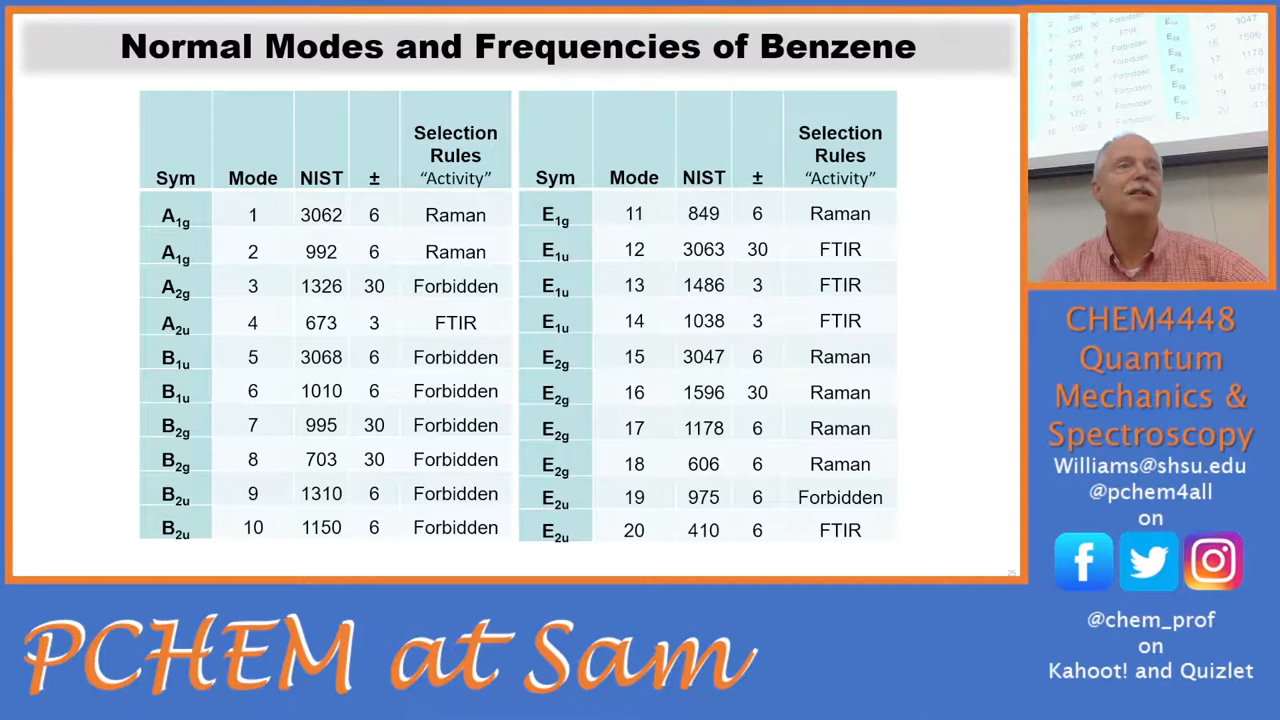 Normal Modes and Frequencies of Benzene
Sym Mode NIST ± Selection Rules "Activity"
A1g 1 3062 6 Raman
A1g 2 992 6 Raman
A2g 3 1326 30 Forbidden
A2u 4 673 3 FTIR
B1u 5 3068 6 Forbidden
B1u 6 1010 6 Forbidden
B2g 7 995 30 Forbidden
B2g 8 703 30 Forbidden
B2u 9 1310 6 Forbidden
B2u 10 1150 6 Forbidden
Sym Mode NIST ± Selection Rules "Activity"
E1g 11 849 6 Raman
E1u 12 3063 30 FTIR
E1u 13 1486 3 FTIR
E1u 14 1038 3 FTIR
E2g 15 3047 6 Raman
E2g 16 1596 30 Raman
E2g 17 1178 6 Raman
E2g 18 606 6 Raman
E2u 19 975 6 Forbidden
E2u 20 410 6 FTIR
25
CHEM4448
Quantum
Mechanics &
Spectroscopy
Williams@shsu.edu
@pchem4all
on
@chem_prof
on
Kahoot! and Quizlet
PCHEM at Sam